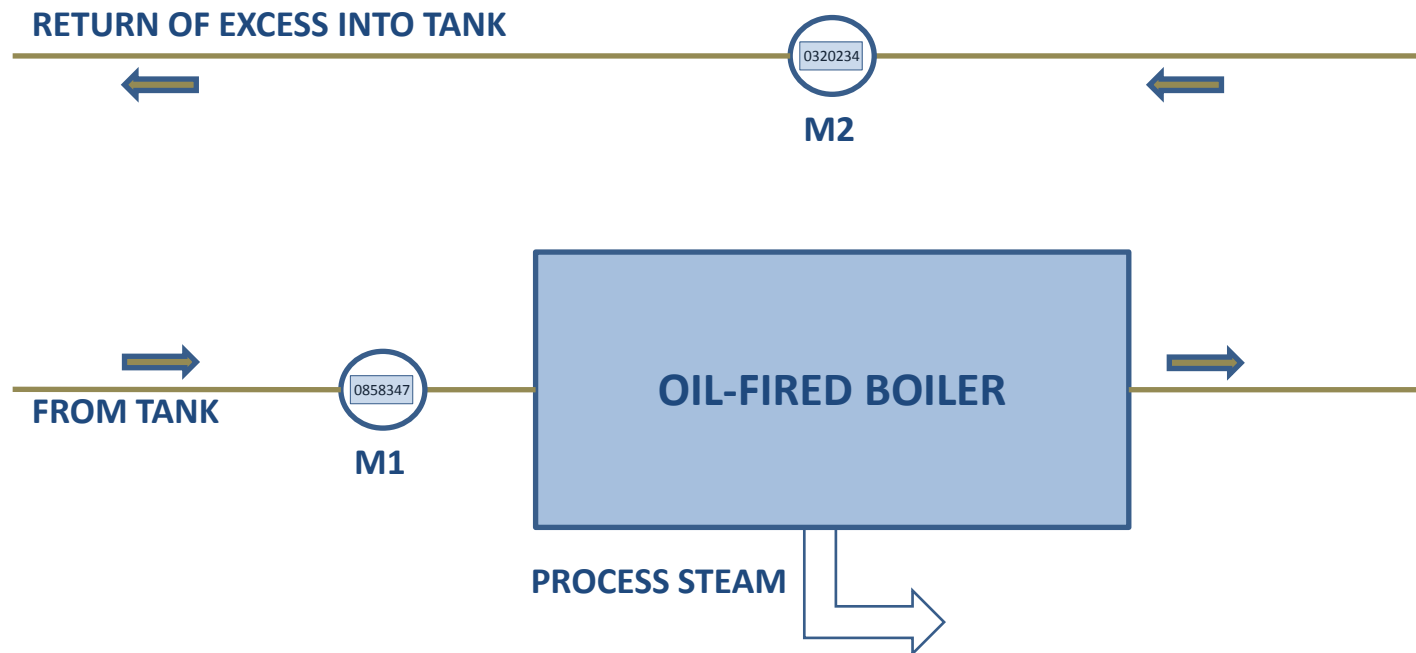 RETURN OF EXCESS INTO TANK
0320234
M2
OIL-FIRED BOILER
0858347
FROM TANK
M1
PROCESS STEAM